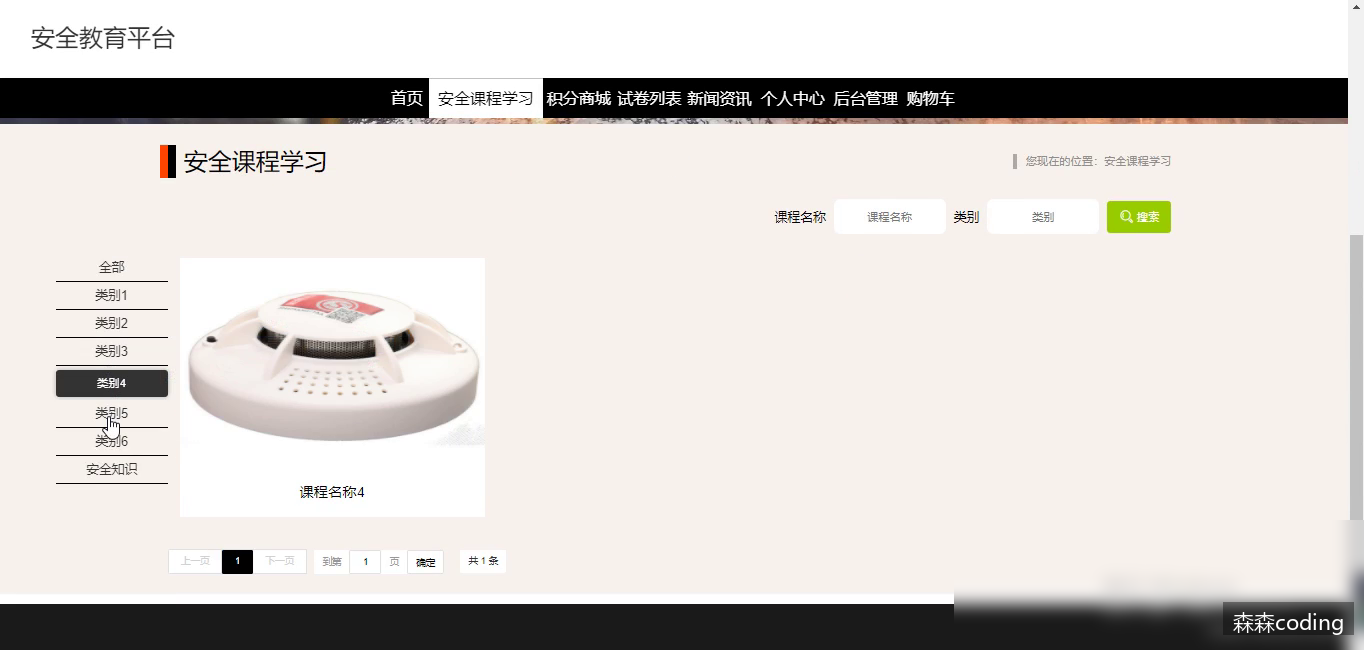 安全教育平台
首页 安全课程学习 积分商城 试卷列表 新闻资讯 个人中心 后台管理 购物车
安全课程学习
您现在的位置：安全课程学习
课程名称 课程名称 类别 类别 搜索
全部
类别1
类别2
类别3
类别4
类别5
类别6
安全知识
课程名称4
上一页 1 下一页 到第 1 页 确定 共 1 条
森森coding